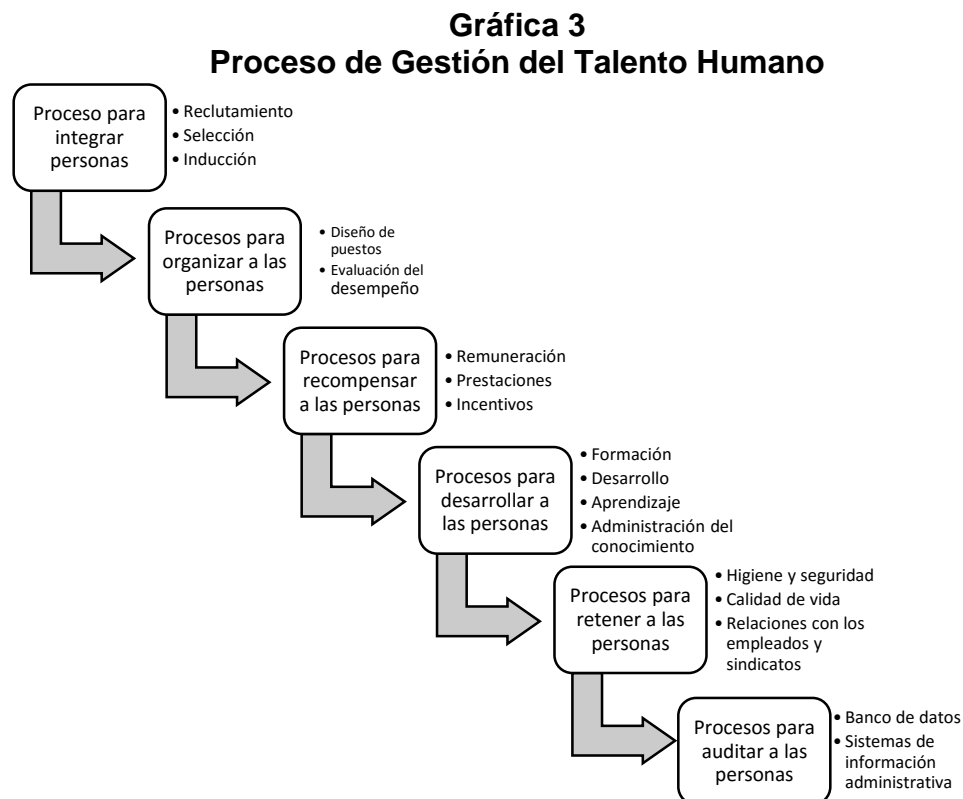 Gráfica 3
Proceso de Gestión del Talento Humano
Proceso para
integrar
personas
• Reclutamiento
• Selección
• Inducción
Procesos para
organizar a las
personas
• Diseño de
puestos
• Evaluación del
desempeño
Procesos para
recompensar
a las personas
• Remuneración
• Prestaciones
• Incentivos
Procesos para
desarrollar a
las personas
• Formación
• Desarrollo
• Aprendizaje
• Administración del
conocimiento
Procesos para
retener a las
personas
• Higiene y seguridad
• Calidad de vida
• Relaciones con los
empleados y
sindicatos
Procesos para
auditar a las
personas
• Banco de datos
• Sistemas de
información
administrativa